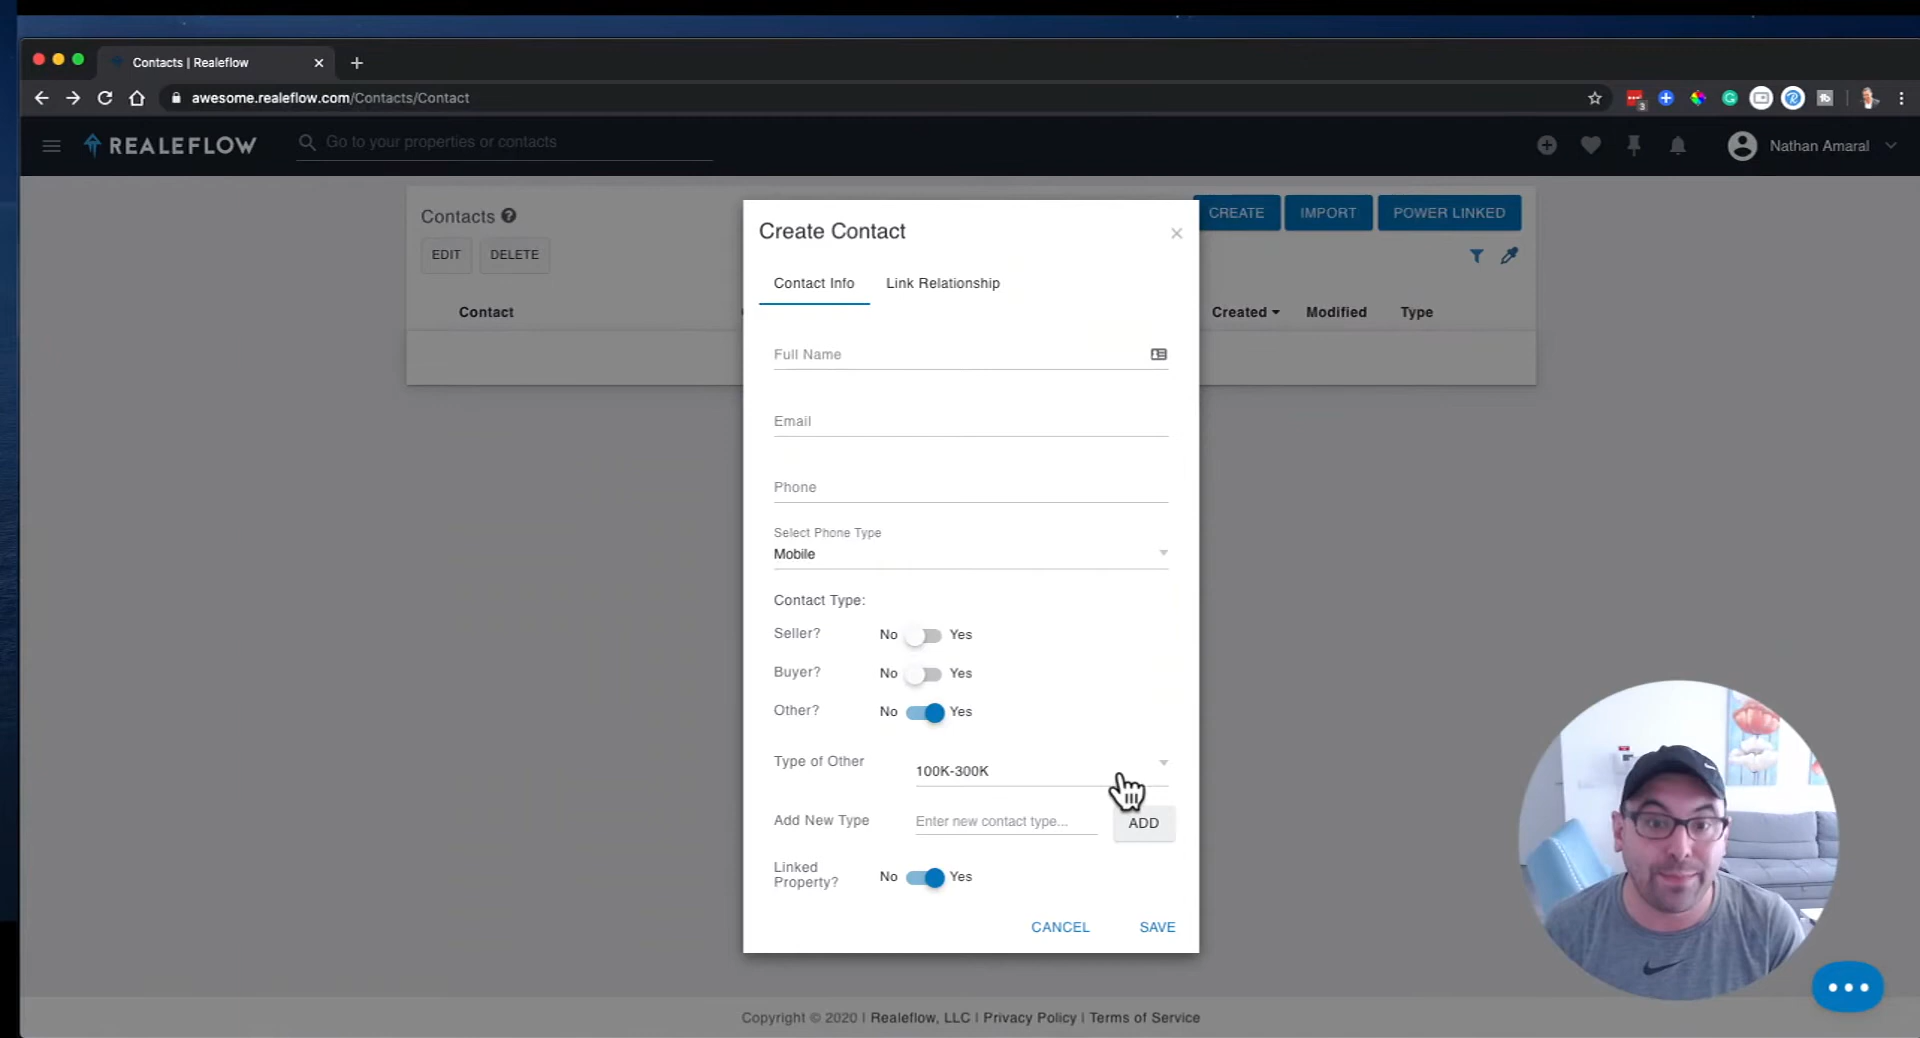 Contacts | Realeflow
awesome.realeflow.com/Contacts/Contact
3
REALEFLOW
Go to your properties or contacts
Nathan Amaral
Contacts
CREATE
IMPORT
POWER LINKED
EDIT
DELETE
Contact
Created
Modified
Type
Create Contact
Contact Info
Link Relationship
Full Name
Email
Phone
Select Phone Type
Mobile
Contact Type:
Seller?
No
Yes
Buyer?
No
Yes
Other?
No
Yes
Type of Other
100K-300K
Add New Type
Enter new contact type...
ADD
Linked
Property?
No
Yes
CANCEL
SAVE
Copyright © 2020 | Realeflow, LLC | Privacy Policy | Terms of Service